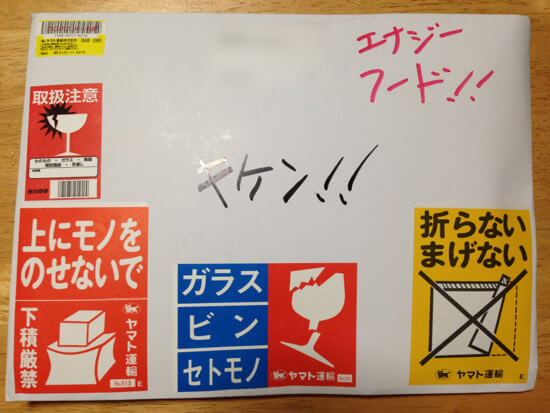 エナジー
フード!!
取扱注意
キケン!!
上にモノを
のせないで
下積厳禁
ヤマト運輸
No.513
E
ガラス
ビン
セトモノ
ヤマト運輸
折らない
まげない
ヤマト運輸
E